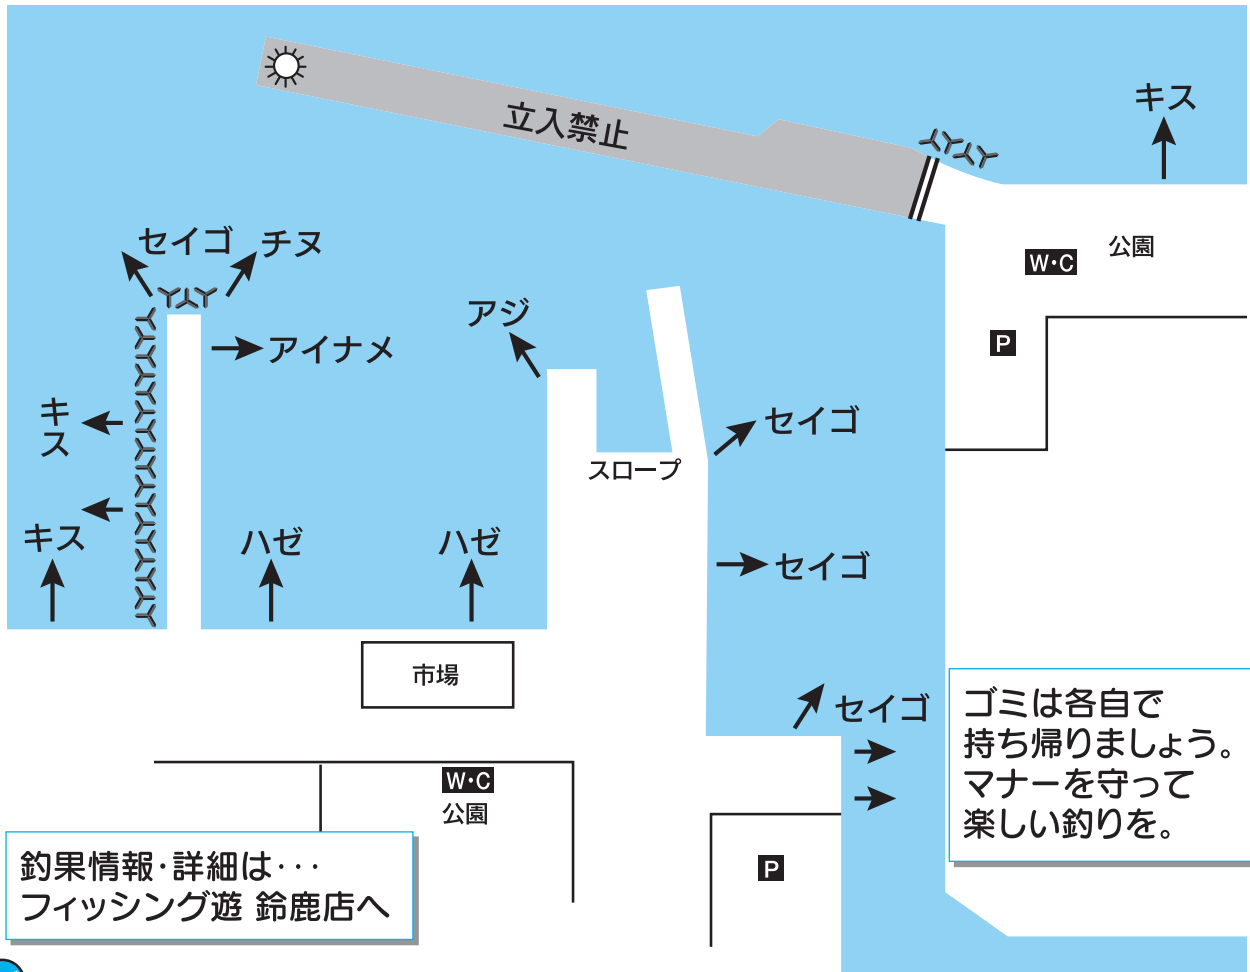 立入禁止
キス
セイゴ
チヌ
公園
W・C
アジ
P
アイナメ
キス
セイゴ
スロープ
キス
ハゼ
ハゼ
セイゴ
市場
セイゴ
ゴミは各自で
持ち帰りましょう。
マナーを守って
楽しい釣りを。
W・C
公園
P
釣果情報・詳細は・・・
フィッシング遊 鈴鹿店へ